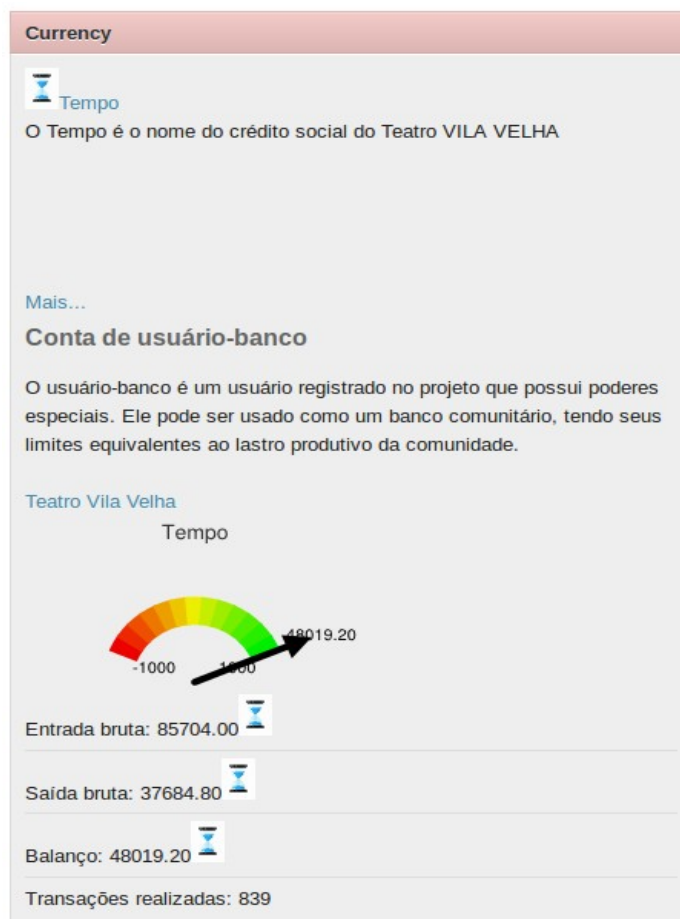 Currency
Tempo
O Tempo é o nome do crédito social do Teatro VILA VELHA
Mais...
Conta de usuário-banco
O usuário-banco é um usuário registrado no projeto que possui poderes
especiais. Ele pode ser usado como um banco comunitário, tendo seus
limites equivalentes ao lastro produtivo da comunidade.
Teatro Vila Velha
Tempo
48019.20
-1000 1000
Entrada bruta: 85704.00
Saída bruta: 37684.80
Balanço: 48019.20
Transações realizadas: 839